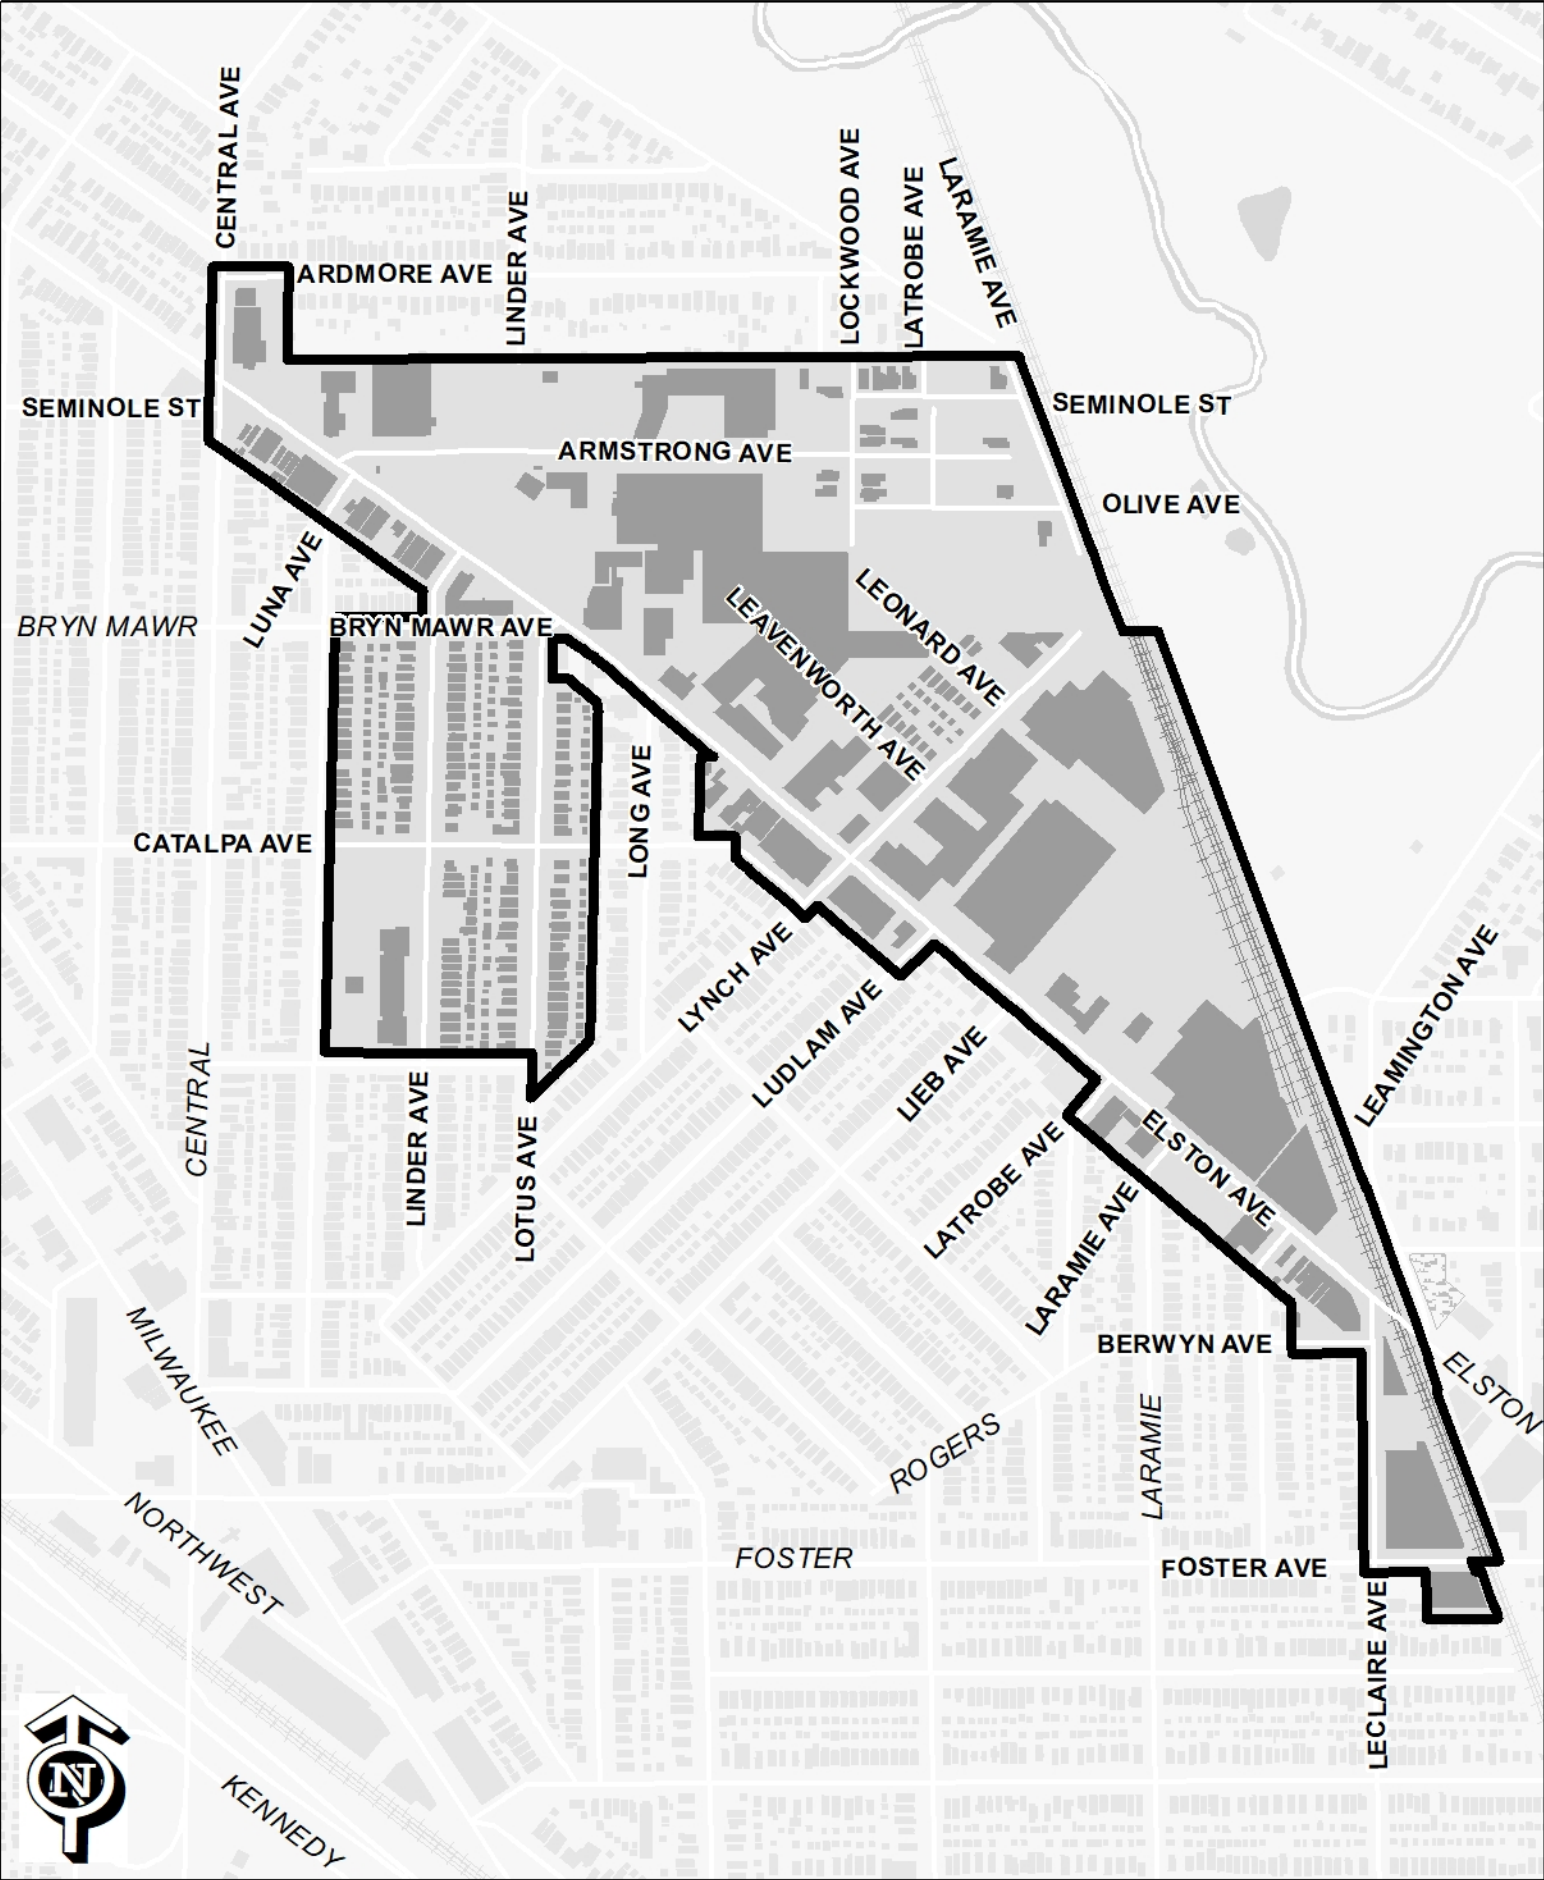 CENTRAL AVE
LOCKWOOD AVE
LARAMIE AVE
LATROBE AVE
LINDER AVE
ARDMORE AVE
SEMINOLE ST
SEMINOLE ST
ARMSTRONG AVE
OLIVE AVE
LUNA AVE
LEONARD AVE
LEAVENWORTH AVE
BRYN MAWR
BRYN MAWR AVE
LONG AVE
CATALPA AVE
LYNCH AVE
LEAMINGTON AVE
LUDLAM AVE
LIEB AVE
CENTRAL
LINDER AVE
LOTUS AVE
LATROBE AVE
ELSTON AVE
LARAMIE AVE
MILWAUKEE
BERWYN AVE
ELSTON
LARAMIE
ROGERS
NORTHWEST
FOSTER
FOSTER AVE
LECLAIRE AVE
N
KENNEDY